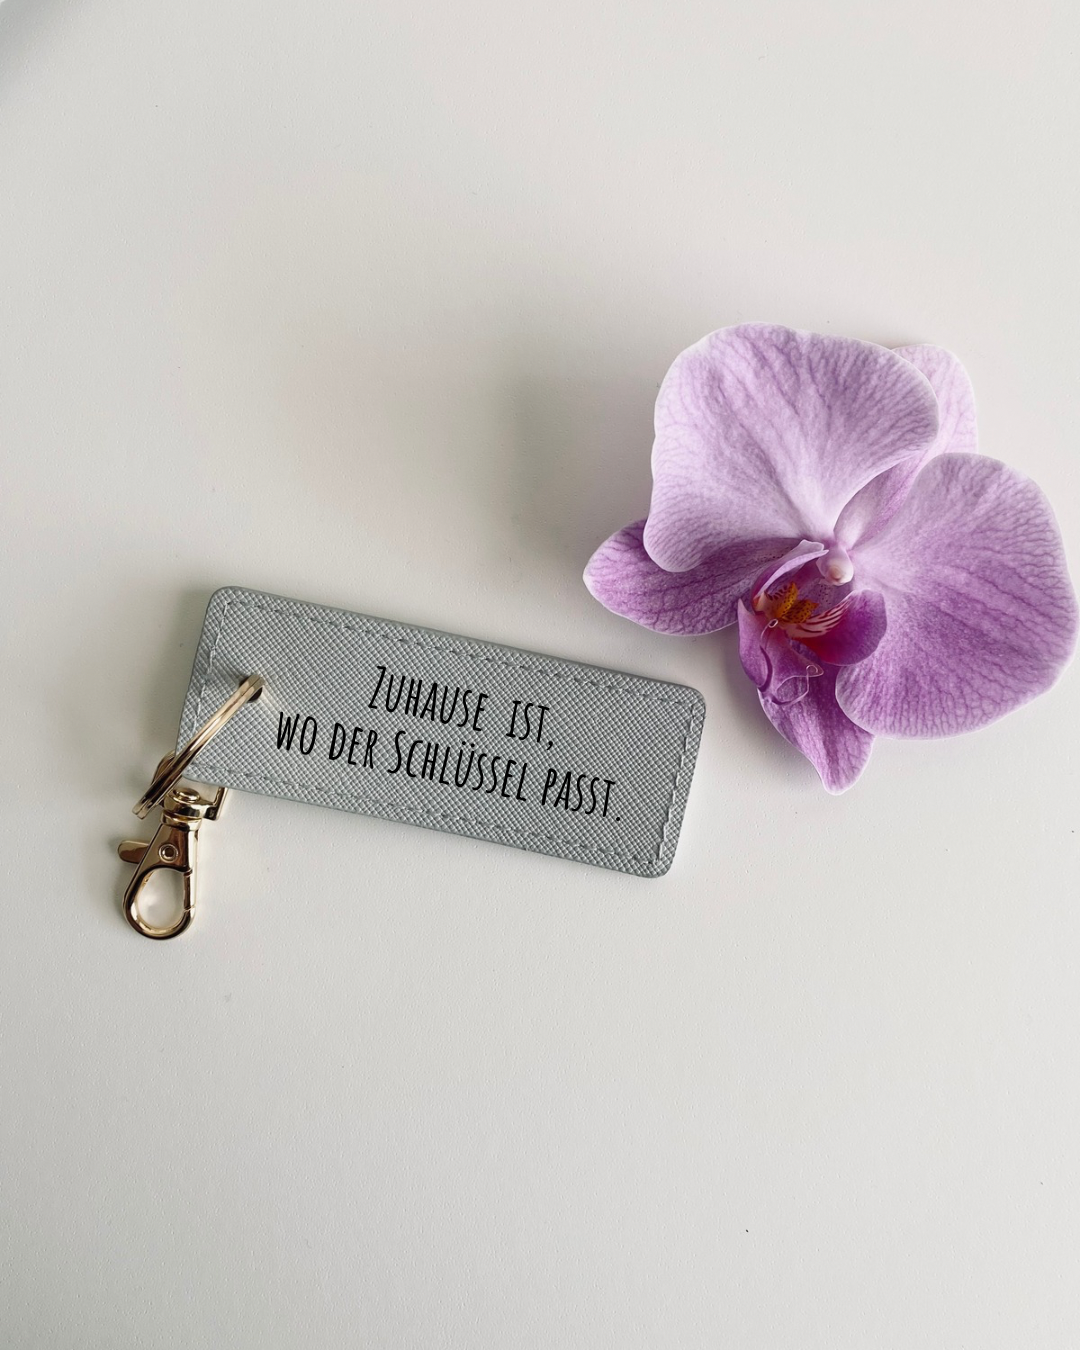 Zuhause ist,
wo der Schlüssel passt.